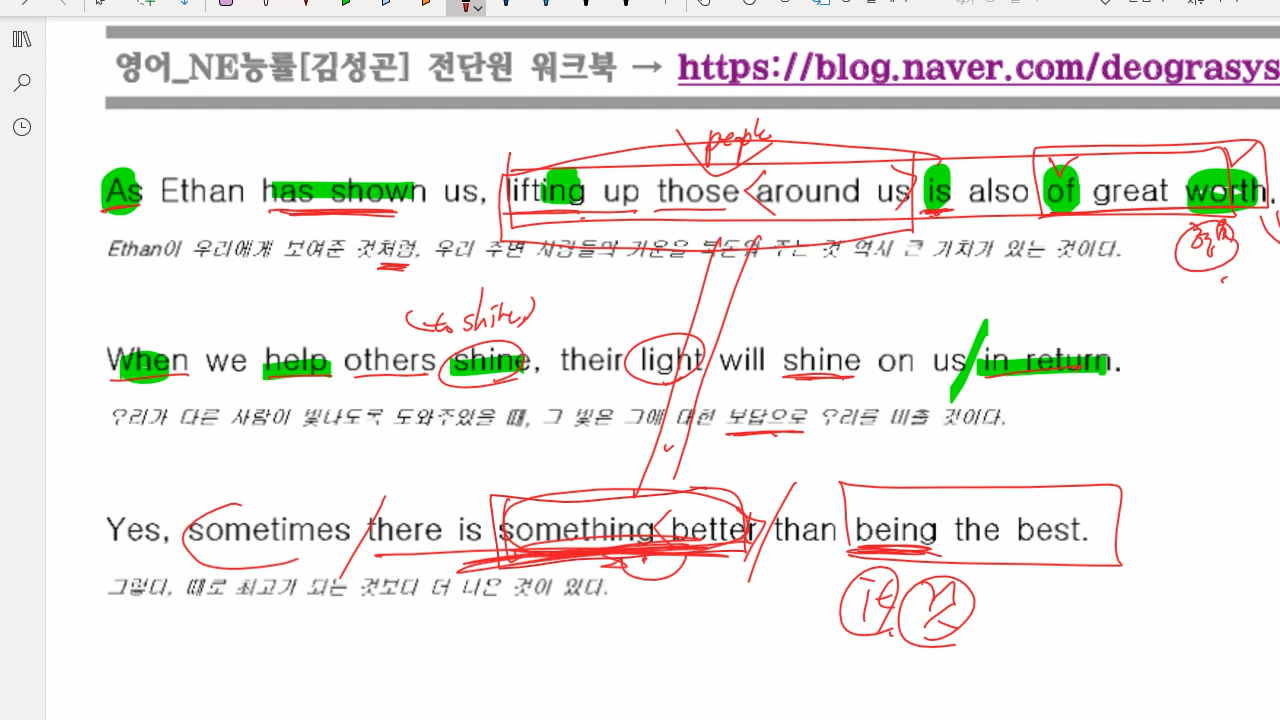 영어_NE능률[김성곤] 전단원 워크북 → https://blog.naver.com/deograsys
people
As Ethan has shown us, lifting up those around us is also of great worth.
Ethan이 우리에게 보여준 것처럼, 우리 주변 사람들의 기운을 북돋워 주는 것 역시 큰 가치가 있는 것이다.
(to shine)
When we help others shine, their light will shine on us in return.
우리가 다른 사람이 빛나도록 도와주었을 때, 그 빛은 그에 대한 보답으로 우리를 비출 것이다.
Yes, sometimes there is something better than being the best.
그렇다, 때로 최고가 되는 것보다 더 나은 것이 있다.